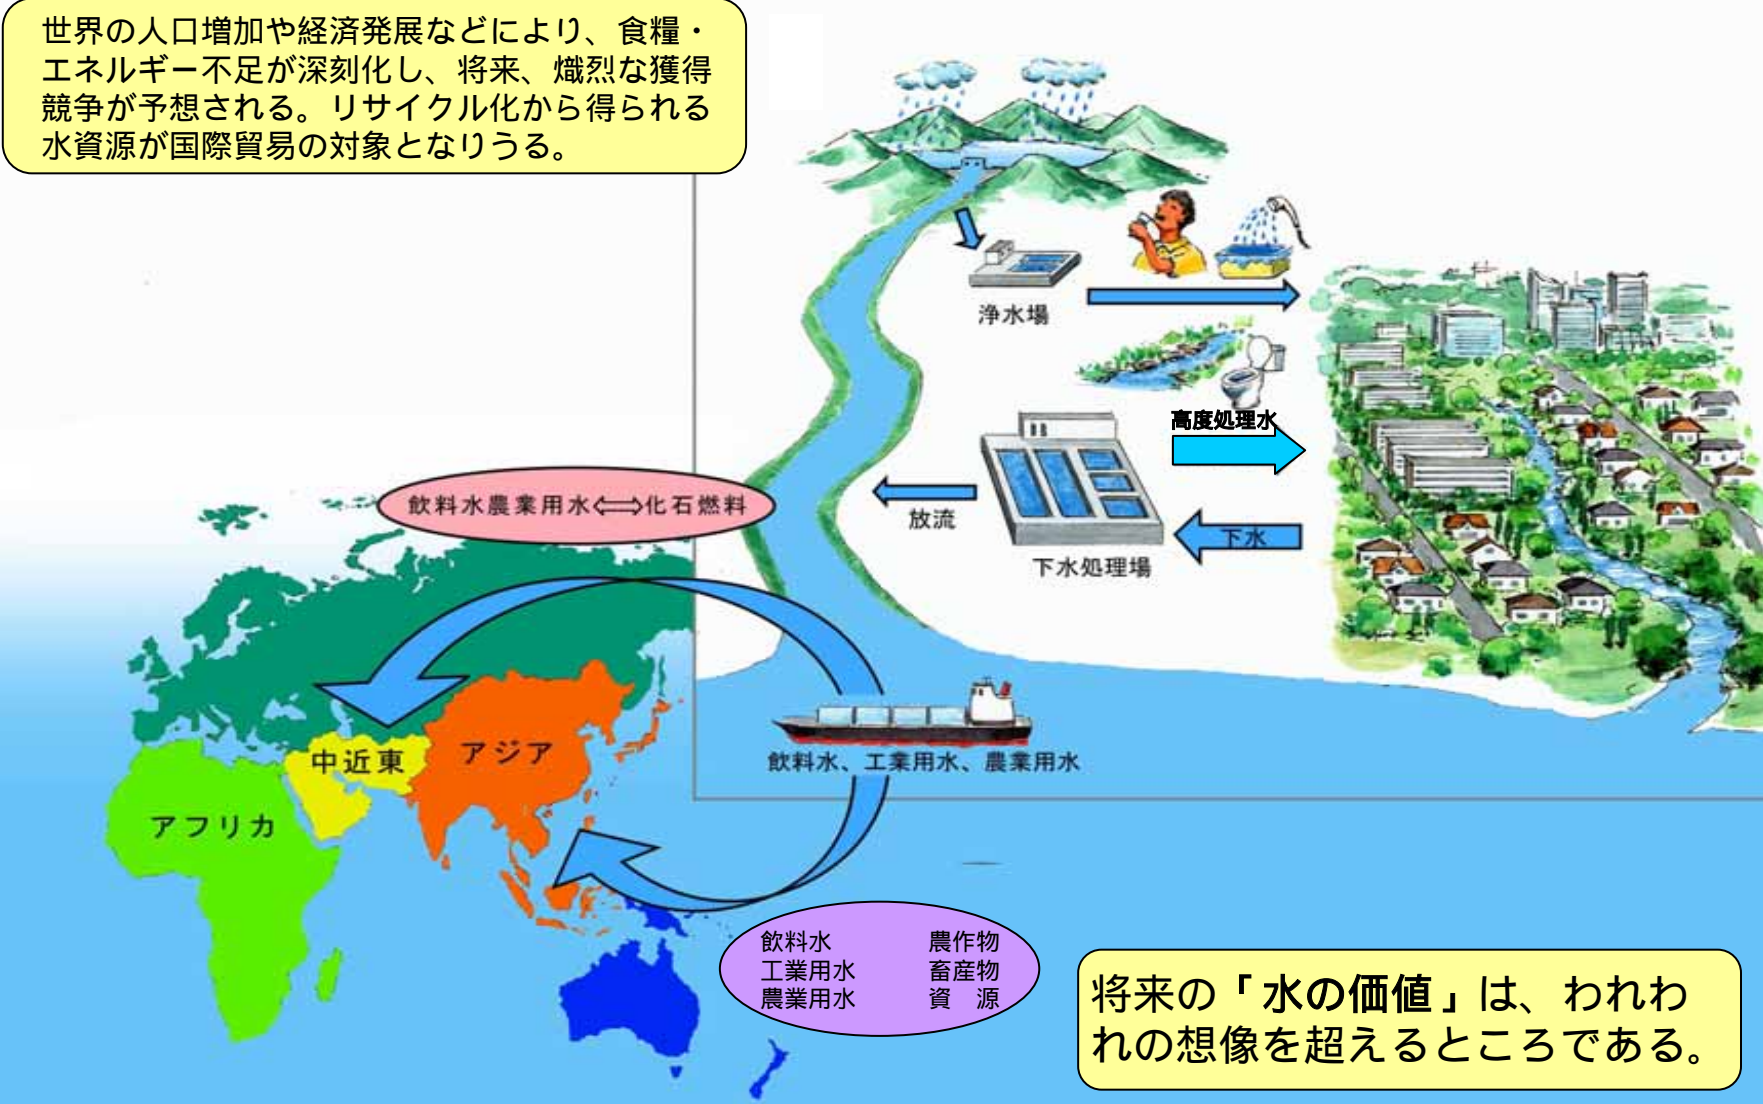 世界の人口増加や経済発展などにより、食糧・
エネルギー不足が深刻化し、将来、熾烈な獲得
競争が予想される。リサイクル化から得られる
水資源が国際貿易の対象となりうる。
浄水場
高度処理水
放流
下水
下水処理場
飲料水農業用水⇔化石燃料
中近東
アジア
アフリカ
飲料水、工業用水、農業用水
飲料水 農作物
工業用水 畜産物
農業用水 資 源
将来の「水の価値」は、われわ
れの想像を超えるところである。